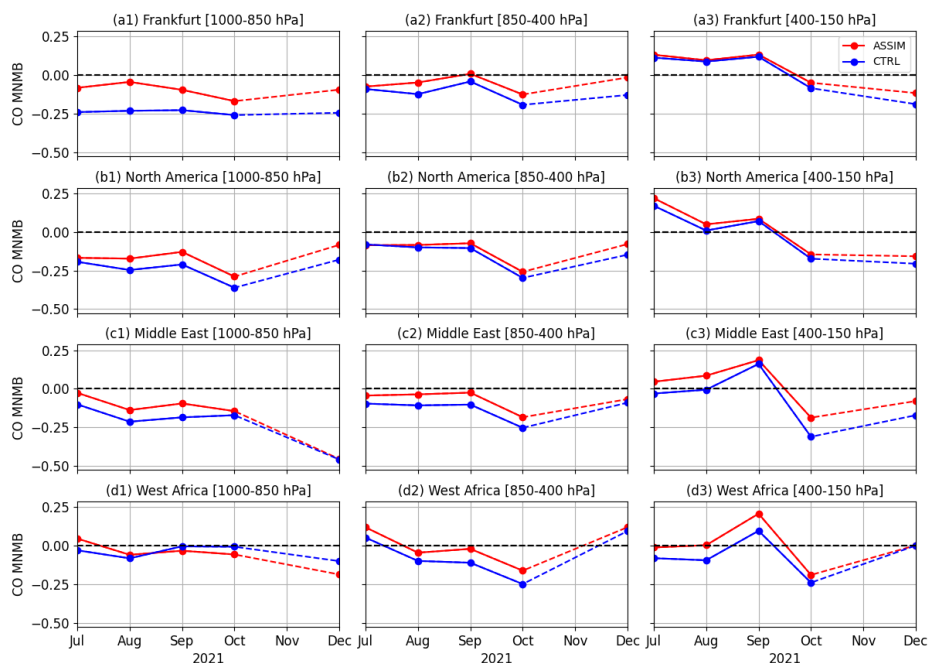 (a1) Frankfurt [1000-850 hPa]
(a2) Frankfurt [850-400 hPa]
(a3) Frankfurt [400-150 hPa]
CO MNMB
0.25
0.00
−0.25
−0.50
ASSIM
CTRL
(b1) North America [1000-850 hPa]
(b2) North America [850-400 hPa]
(b3) North America [400-150 hPa]
CO MNMB
0.25
0.00
−0.25
−0.50
(c1) Middle East [1000-850 hPa]
(c2) Middle East [850-400 hPa]
(c3) Middle East [400-150 hPa]
CO MNMB
0.25
0.00
−0.25
−0.50
(d1) West Africa [1000-850 hPa]
(d2) West Africa [850-400 hPa]
(d3) West Africa [400-150 hPa]
CO MNMB
0.25
0.00
−0.25
−0.50
Jul Aug Sep Oct Nov Dec
Jul Aug Sep Oct Nov Dec
Jul Aug Sep Oct Nov Dec
2021
2021
2021